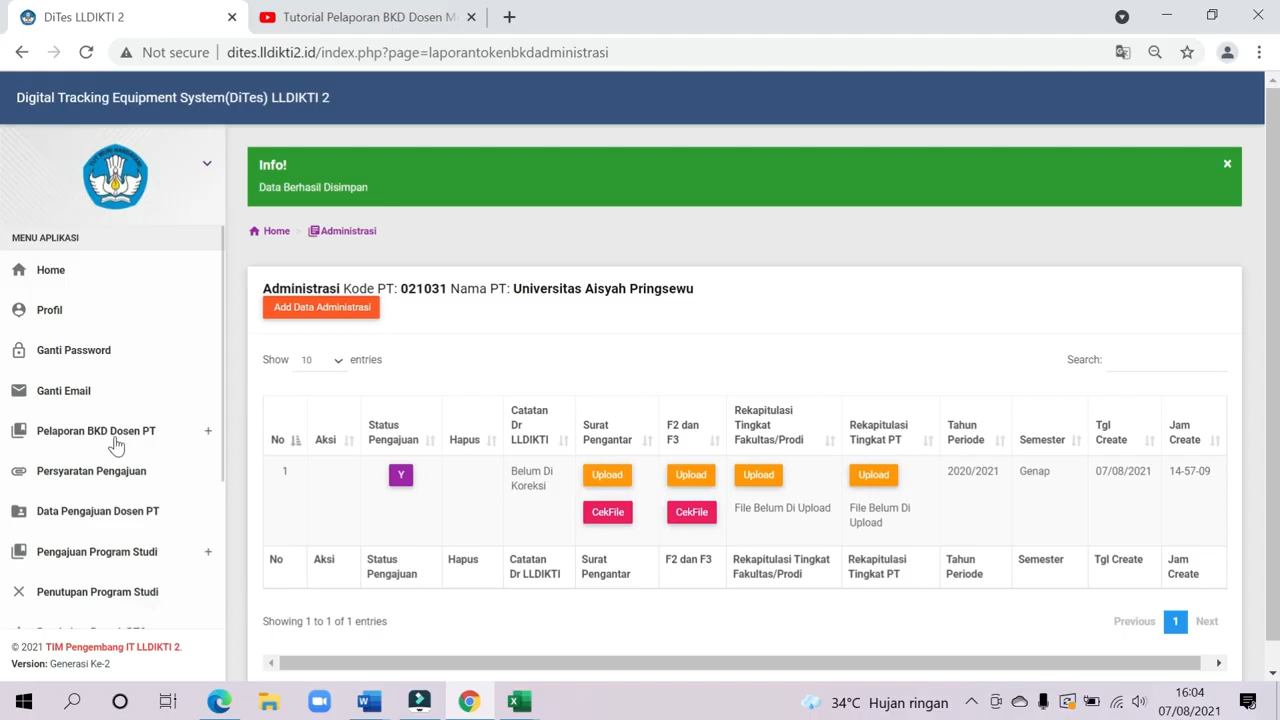 DiTes LLDIKTI 2
Tutorial Pelaporan BKD Dosen M
Not secure
dites.lldikti2.id/index.php?page=laporantokenbkdadministrasi
Digital Tracking Equipment System(DiTes) LLDIKTI 2
MENU APLIKASI
Home
Profil
Ganti Password
Ganti Email
Pelaporan BKD Dosen PT +
Persyaratan Pengajuan
Data Pengajuan Dosen PT
Pengajuan Program Studi +
Penutupan Program Studi
© 2021 TIM Pengembang IT LLDIKTI 2.
Version: Generasi Ke-2
Info!
Data Berhasil Disimpan
Home > Administrasi
Administrasi Kode PT: 021031 Nama PT: Universitas Aisyah Pringsewu
Add Data Administrasi
Show 10 entries
Search:
No Aksi Status Pengajuan Hapus Catatan Dr LLDIKTI Surat Pengantar F2 dan F3 Rekapitulasi Tingkat Fakultas/Prodi Rekapitulasi Tingkat PT Tahun Periode Semester Tgl Create Jam Create
1 Y Belum Di Koreksi Upload CekFile Upload CekFile Upload File Belum Di Upload Upload File Belum Di Upload 2020/2021 Genap 07/08/2021 14-57-09
No Aksi Status Pengajuan Hapus Catatan Dr LLDIKTI Surat Pengantar F2 dan F3 Rekapitulasi Tingkat Fakultas/Prodi Rekapitulasi Tingkat PT Tahun Periode Semester Tgl Create Jam Create
Showing 1 to 1 of 1 entries
Previous 1 Next
34°C Hujan ringan
16:04
07/08/2021